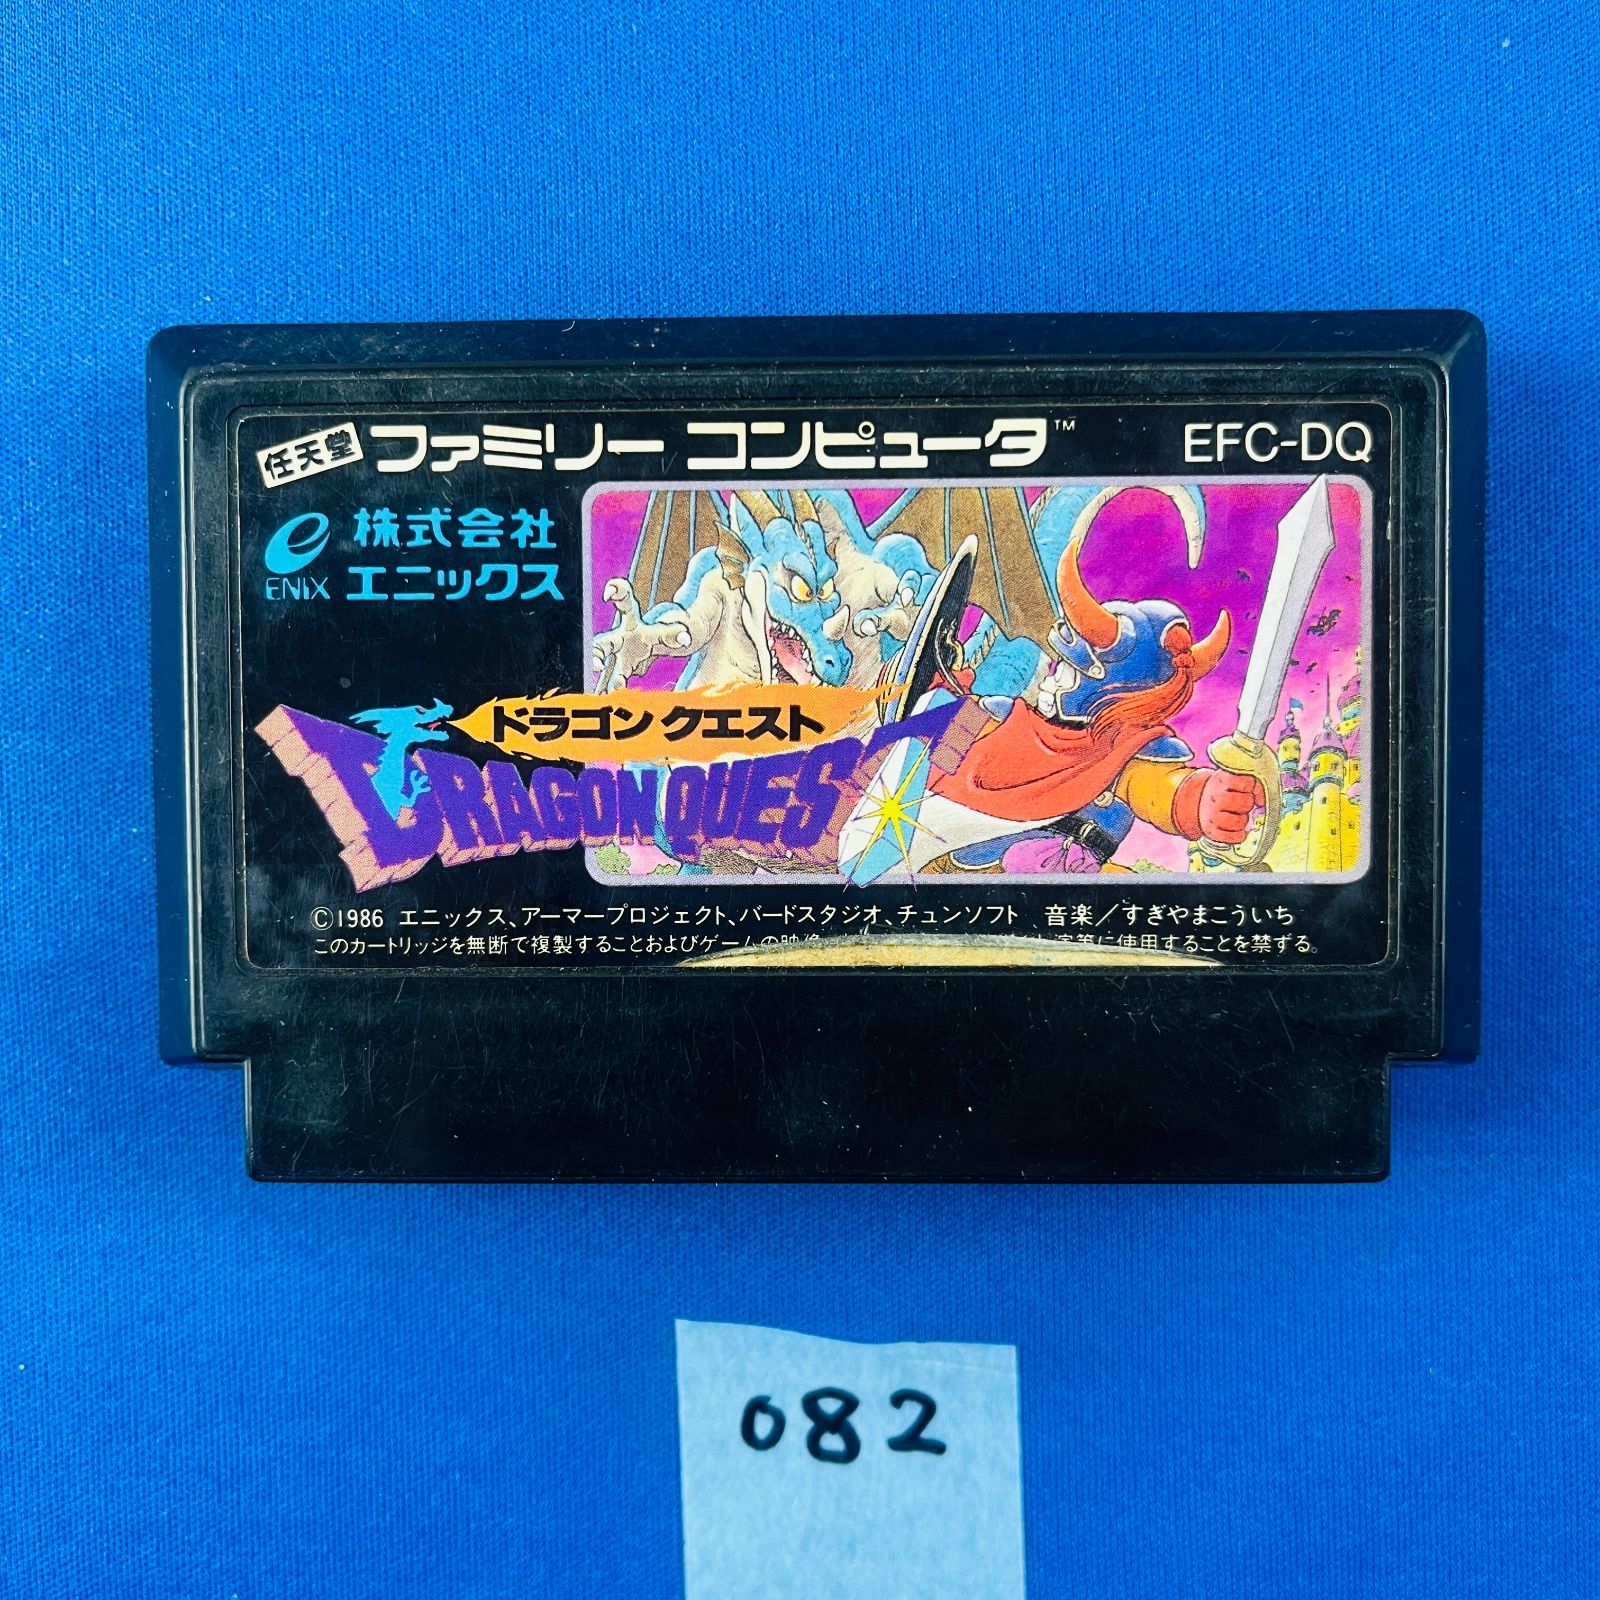 任天堂 ファミリー コンピュータ™ EFC-DQ
株式会社
ENIX エニックス
ドラゴンクエスト
DRAGON QUEST
©1986 エニックス、アーマープロジェクト、バードスタジオ、チュンソフト 音楽／すぎやまこういち
このカートリッジを無断で複製することおよびゲームの映像 演等に使用することを禁ずる。
082